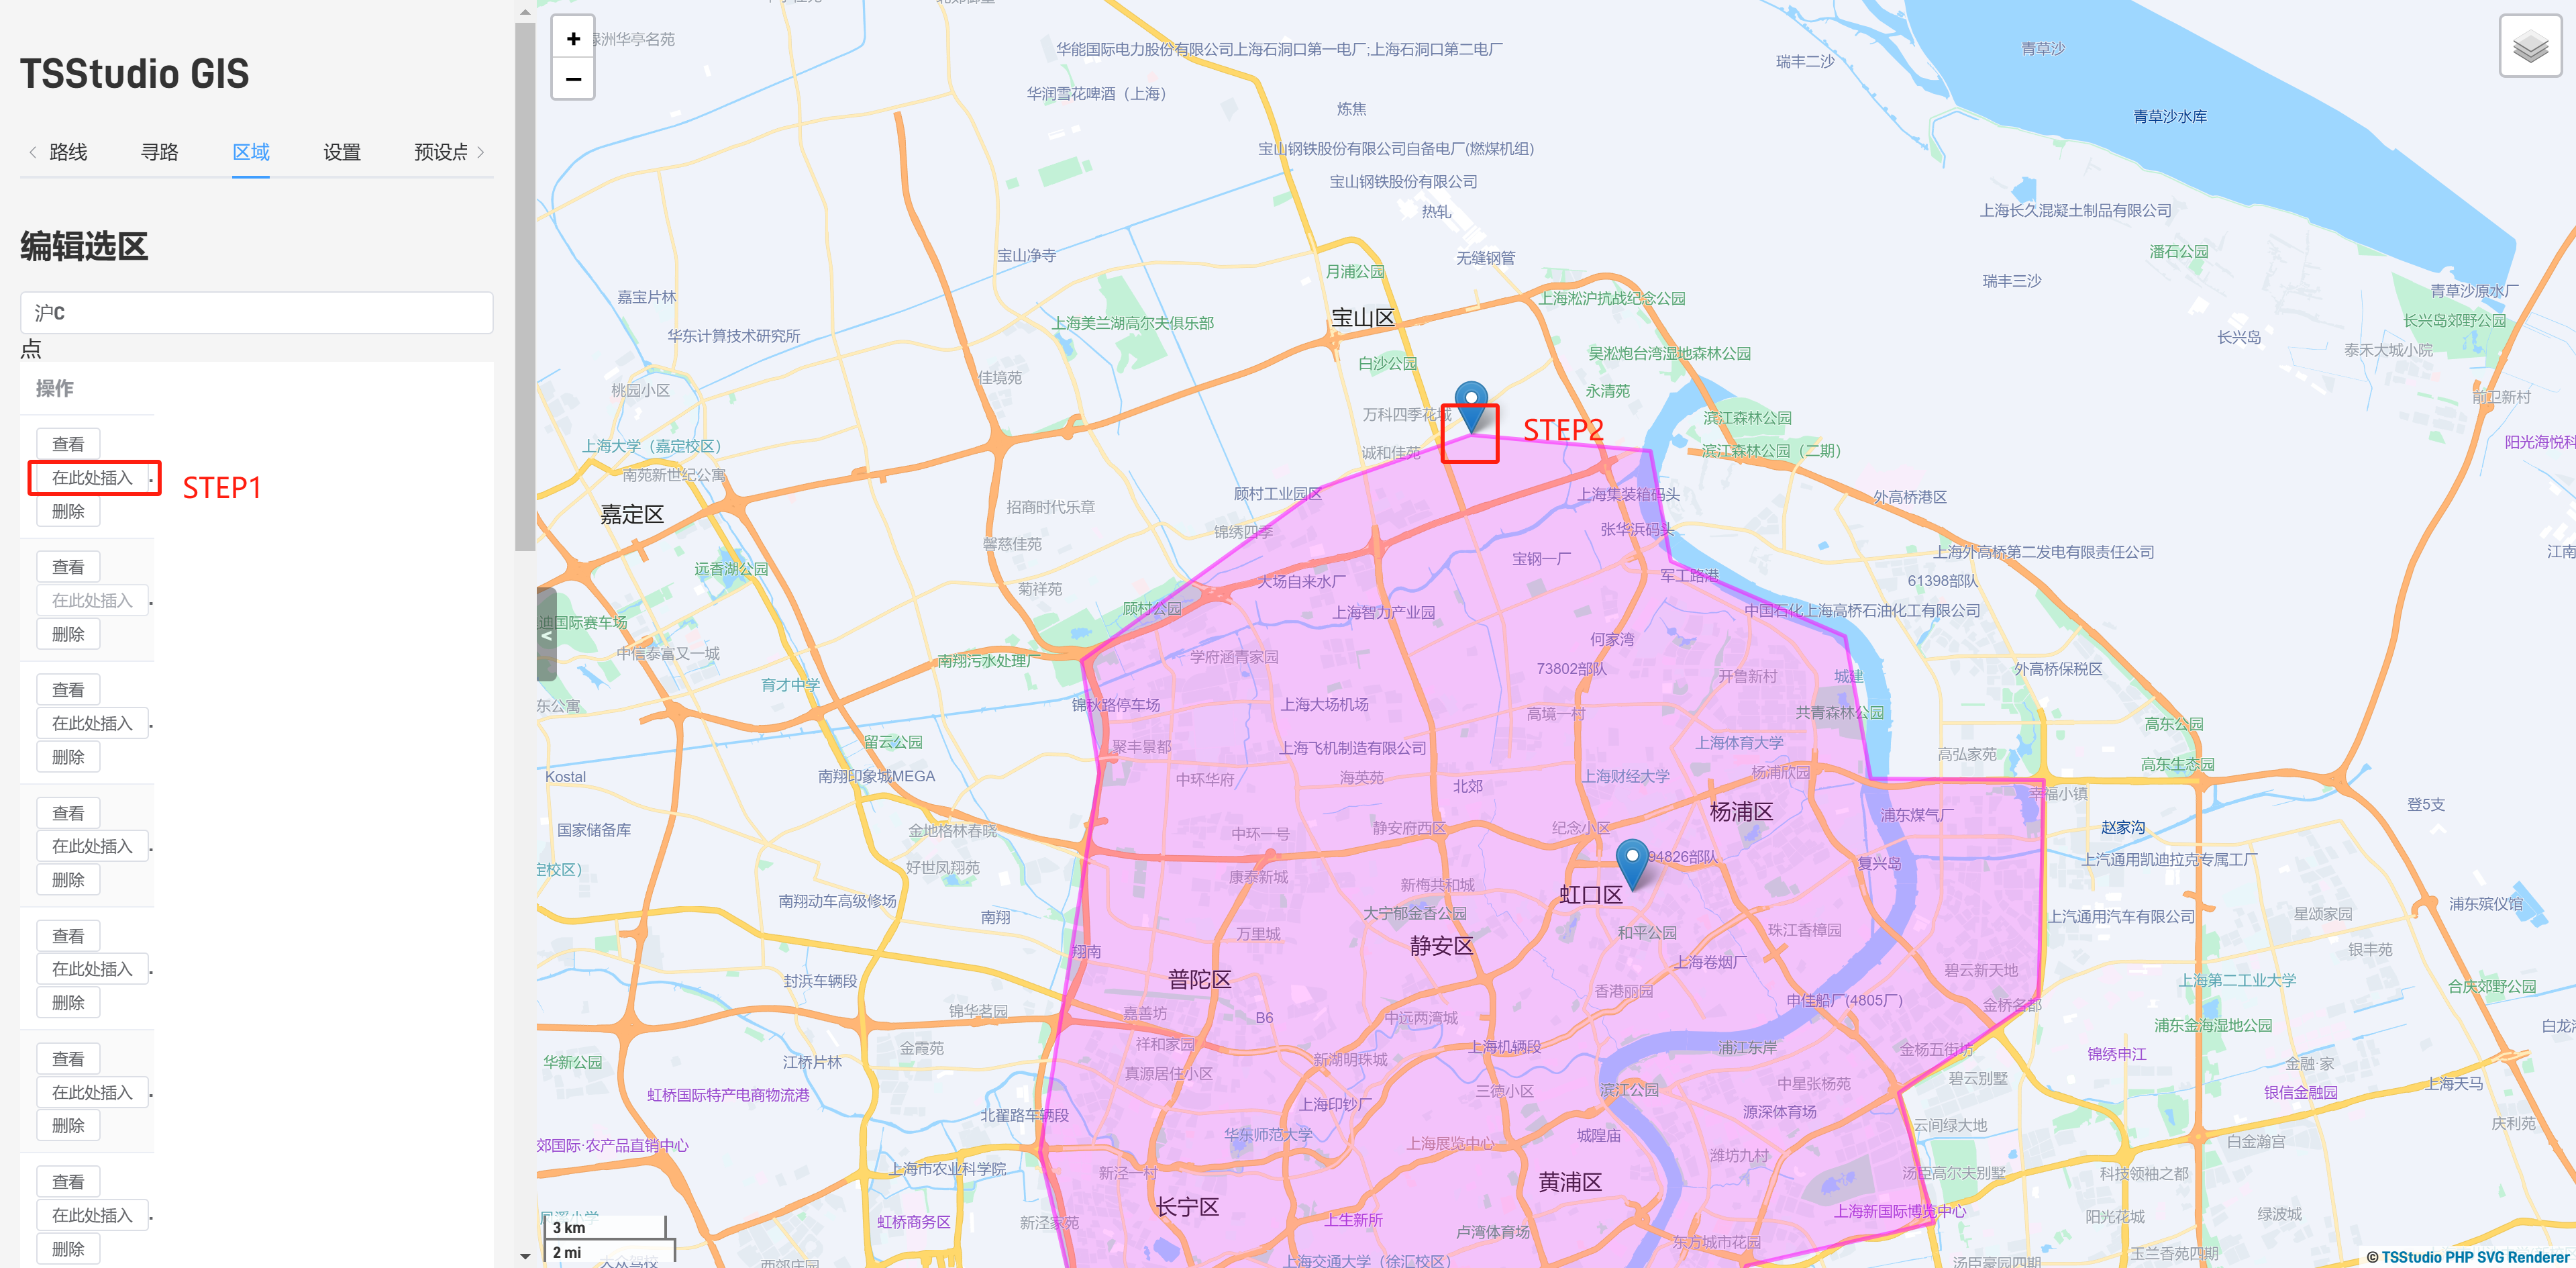 TSStudio GIS
路线
寻路
区域
设置
预设点
编辑选区
沪C
点
操作
查看
在此处插入
删除
STEP1
查看
在此处插入
删除
查看
在此处插入
删除
查看
在此处插入
删除
查看
在此处插入
删除
查看
在此处插入
删除
查看
在此处插入
删除
+
−
绿洲华亭名苑
华能国际电力股份有限公司上海石洞口第一电厂;上海石洞口第二电厂
青草沙
瑞丰二沙
华润雪花啤酒（上海）
炼焦
青草沙水库
宝山钢铁股份有限公司自备电厂(燃煤机组)
宝山钢铁股份有限公司
热轧
上海长久混凝土制品有限公司
宝山净寺
无缝钢管
潘石公园
月浦公园
瑞丰三沙
青草沙原水厂
嘉宝片林
上海淞沪抗战纪念公园
宝山区
上海美兰湖高尔夫俱乐部
长兴岛郊野公园
华东计算技术研究所
长兴岛
泰禾大城小院
吴淞炮台湾湿地森林公园
白沙公园
佳境苑
桃园小区
永清苑
前卫新村
万科四季花城
滨江森林公园
STEP2
上海大学（嘉定校区）
诚和佳苑
滨江森林公园（二期）
阳光海悦科
南苑新世纪公寓
顾村工业园区
上海集装箱码头
外高桥港区
招商时代乐章
嘉定区
锦绣四季
张华浜码头
馨慈佳苑
宝钢一厂
上海外高桥第二发电有限责任公司
江南
远香湖公园
大场自来水厂
军工路港
61398部队
菊祥苑
顾村公园
上海智力产业园
中国石化上海高桥石油化工有限公司
迪国际赛车场
何家湾
中信泰富又一城
南翔污水处理厂
学府涵青家园
73802部队
开鲁新村
城建
外高桥保税区
育才中学
东公寓
锦秋路停车场
上海大场机场
高境一村
共青森林公园
高东公园
留云公园
聚丰景都
上海飞机制造有限公司
上海体育大学
高弘家苑
高东生态园
Kostal
南翔印象城MEGA
中环华府
海英苑
北郊
上海财经大学
杨浦欣园
幸福小镇
登5支
杨浦区
浦东煤气厂
国家储备库
金地格林春晓
中环一号
静安府西区
纪念小区
赵家沟
94826部队
复兴岛
上汽通用凯迪拉克专属工厂
定校区）
好世凤翔苑
康泰新城
新梅共和城
虹口区
南翔动车高级修场
南翔
大宁郁金香公园
上汽通用汽车有限公司
浦东殡仪馆
星颂家园
万里城
和平公园
珠江香樟园
翔南
静安区
银丰苑
上海卷烟厂
碧云新天地
封浜车辆段
普陀区
上海第二工业大学
合庆郊野公园
香港丽园
申佳船厂(4805厂)
金桥名都
锦华茗园
嘉善坊
B6
中远两湾城
浦东金海湿地公园
白龙
金霞苑
祥和家园
上海机辆段
浦江东岸
金杨五街坊
锦绣申江
华新公园
江桥片林
新湖明珠城
金融·家
真源居住小区
碧云别墅
上海天马
三德小区
滨江公园
中星张杨苑
虹桥国际特产电商物流港
银信金融园
北翟路车辆段
上海印钞厂
源深体育场
云间绿大地
庆利苑
郊国际·农产品直销中心
华东师范大学
上海展览中心
城隍庙
白金瀚宫
上海市农业科学院
新泾一村
潍坊九村
汤臣高尔夫别墅
科技领袖之都
黄浦区
长宁区
上海新国际博览中心
虹桥商务区
新泾家苑
上生新所
卢湾体育场
阳光花城
绿波城
3 km
2 mi
东方城市花园
上海交通大学（徐汇校区）
西郊庄园
汤臣豪园四期
玉兰香苑四期
© TSStudio PHP SVG Renderer